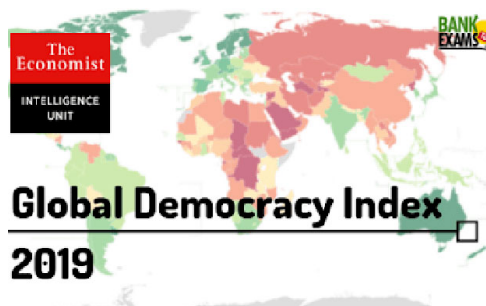 The
Economist
INTELLIGENCE
UNIT
BANK
EXAMS
Global Democracy Index
2019